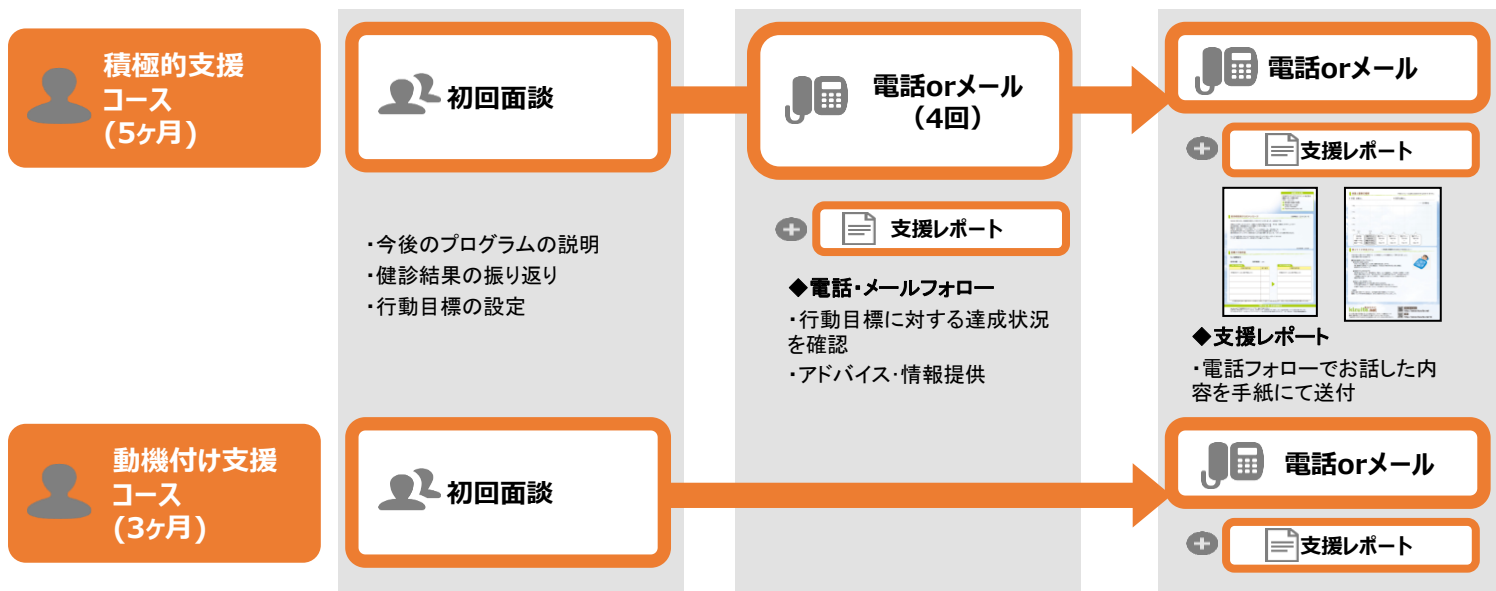 積極的支援
コース
(5ヶ月)
初回面談
・今後のプログラムの説明
・健診結果の振り返り
・行動目標の設定
電話orメール
（4回）
支援レポート
◆電話・メールフォロー
・行動目標に対する達成状況
を確認
・アドバイス・情報提供
電話orメール
支援レポート
◆支援レポート
・電話フォローでお話した内
容を手紙にて送付
動機付け支援
コース
(3ヶ月)
初回面談
電話orメール
支援レポート